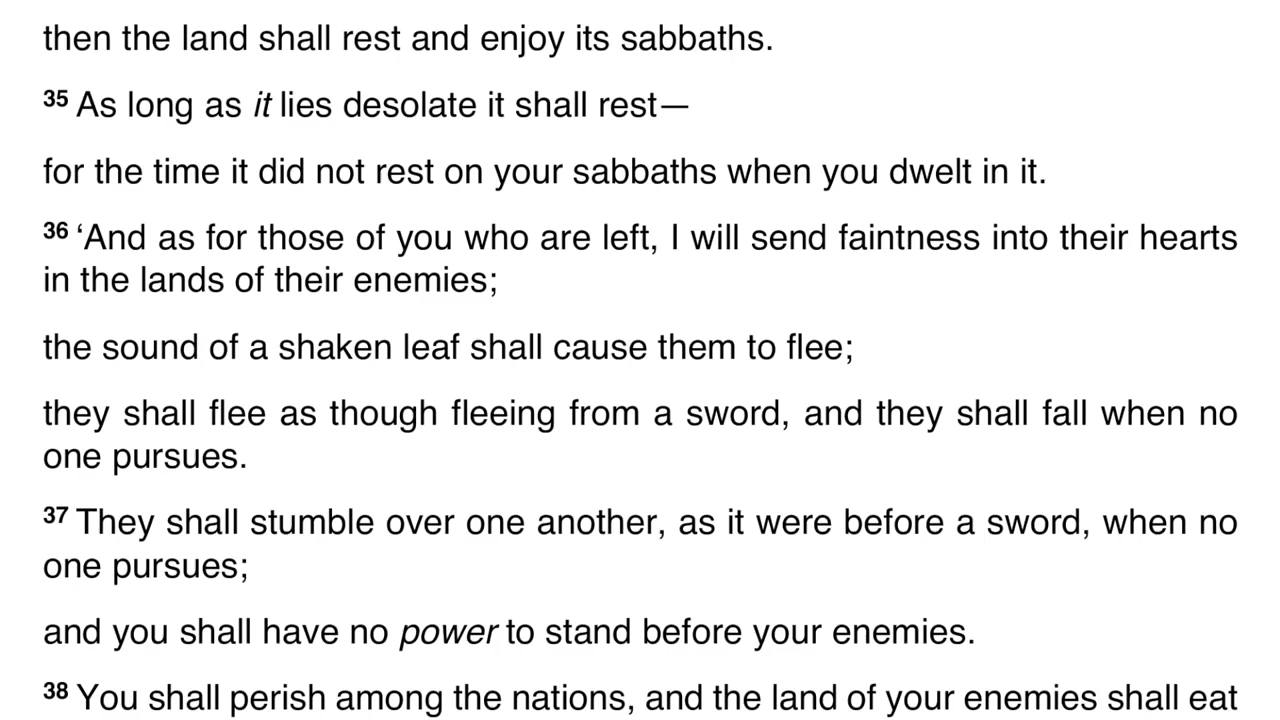 then the land shall rest and enjoy its sabbaths.
35 As long as it lies desolate it shall rest—
for the time it did not rest on your sabbaths when you dwelt in it.
36 ‘And as for those of you who are left, I will send faintness into their hearts
in the lands of their enemies;
the sound of a shaken leaf shall cause them to flee;
they shall flee as though fleeing from a sword, and they shall fall when no
one pursues.
37 They shall stumble over one another, as it were before a sword, when no
one pursues;
and you shall have no power to stand before your enemies.
38 You shall perish among the nations, and the land of your enemies shall eat